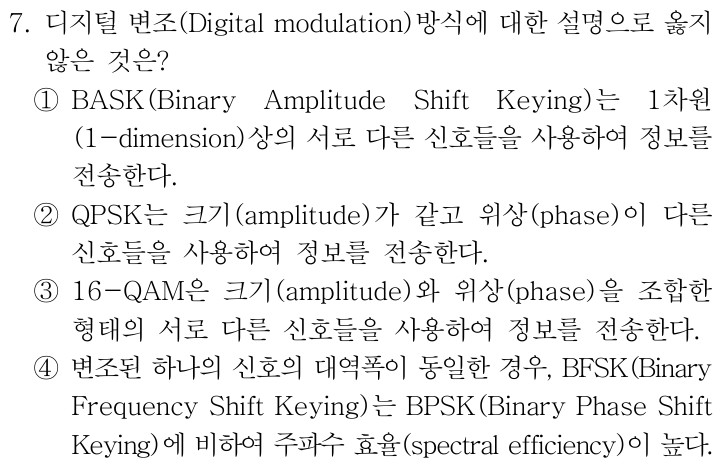 7. 디지털 변조(Digital modulation)방식에 대한 설명으로 옳지
않은 것은?
① BASK(Binary Amplitude Shift Keying)는 1차원
(1-dimension)상의 서로 다른 신호들을 사용하여 정보를
전송한다.
② QPSK는 크기(amplitude)가 같고 위상(phase)이 다른
신호들을 사용하여 정보를 전송한다.
③ 16-QAM은 크기(amplitude)와 위상(phase)을 조합한
형태의 서로 다른 신호들을 사용하여 정보를 전송한다.
④ 변조된 하나의 신호의 대역폭이 동일한 경우, BFSK(Binary
Frequency Shift Keying)는 BPSK(Binary Phase Shift
Keying)에 비하여 주파수 효율(spectral efficiency)이 높다.